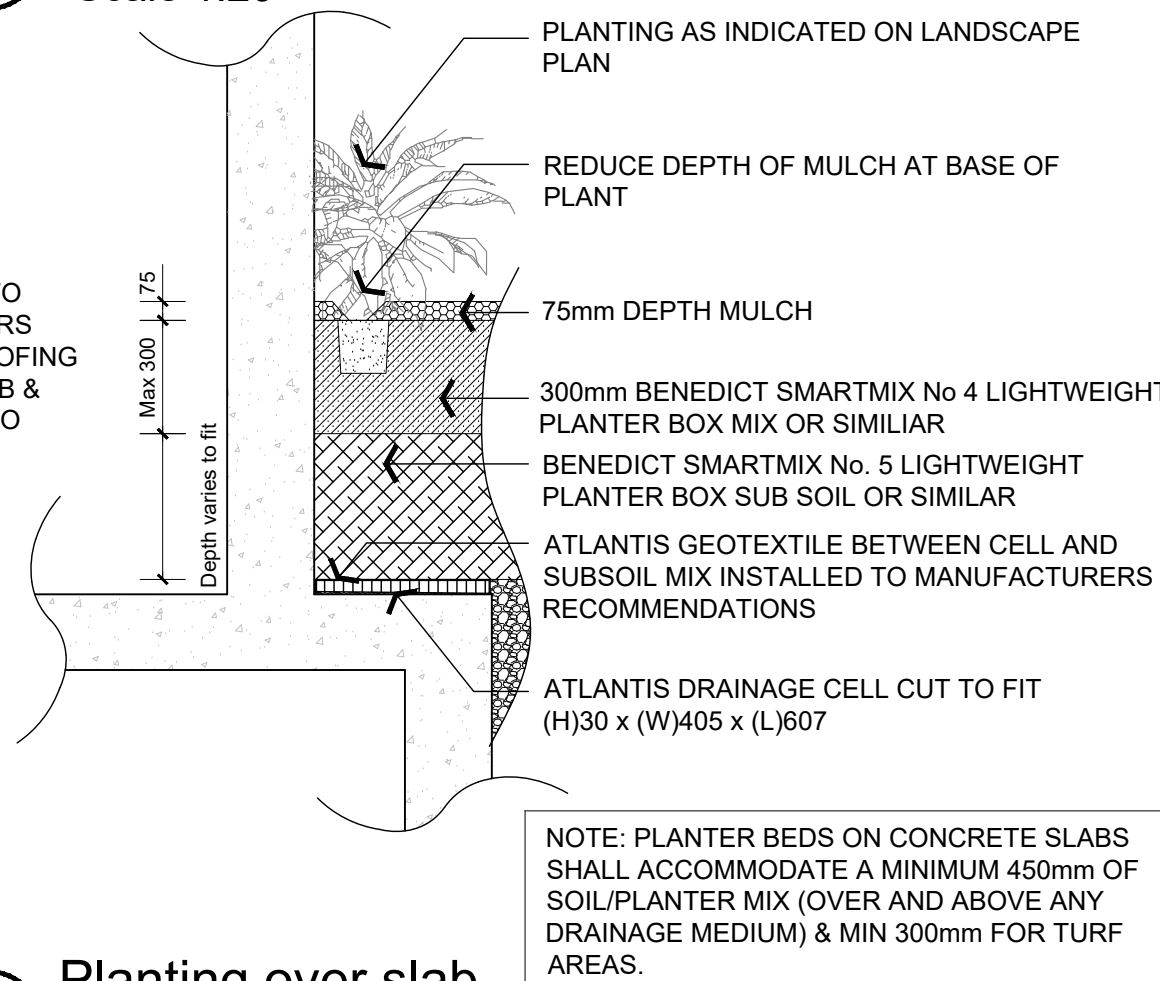 PLANTING AS INDICATED ON LANDSCAPE
PLAN
REDUCE DEPTH OF MULCH AT BASE OF
PLANT
75mm DEPTH MULCH
300mm BENEDICT SMARTMIX No 4 LIGHTWEIGHT
PLANTER BOX MIX OR SIMILIAR
BENEDICT SMARTMIX No. 5 LIGHTWEIGHT
PLANTER BOX SUB SOIL OR SIMILAR
ATLANTIS GEOTEXTILE BETWEEN CELL AND
SUBSOIL MIX INSTALLED TO MANUFACTURERS
RECOMMENDATIONS
ATLANTIS DRAINAGE CELL CUT TO FIT
(H)30 x (W)405 x (L)607
75
Max 300
Depth varies to fit
B &
NOTE: PLANTER BEDS ON CONCRETE SLABS
SHALL ACCOMMODATE A MINIMUM 450mm OF
SOIL/PLANTER MIX (OVER AND ABOVE ANY
DRAINAGE MEDIUM) & MIN 300mm FOR TURF
AREAS.
Planting over slab